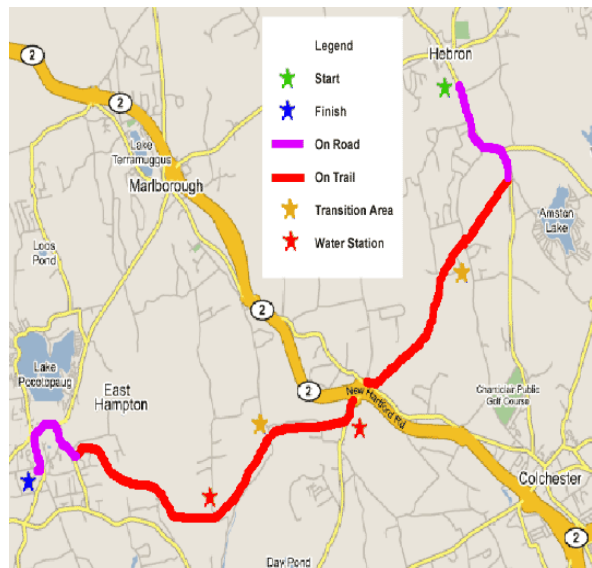 Legend
Start
Finish
On Road
On Trail
Transition Area
Water Station
Hebron
2
2
Lake
Terramuggus
Marlborough
Amston
Lake
Loos
Pond
2
Lake
Pocotopaug
East
Hampton
2
New Hartford Rd.
Chanticlair Public
Golf Course
Colchester
2
Day Pond